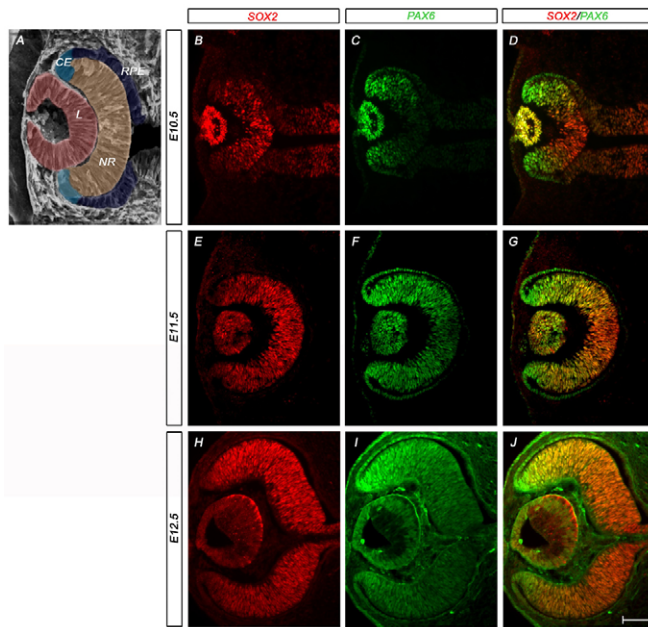 SOX2 PAX6 SOX2/PAX6
A B C D
CE RPE
L
NR
E10.5
E F G
E11.5
H I J
E12.5